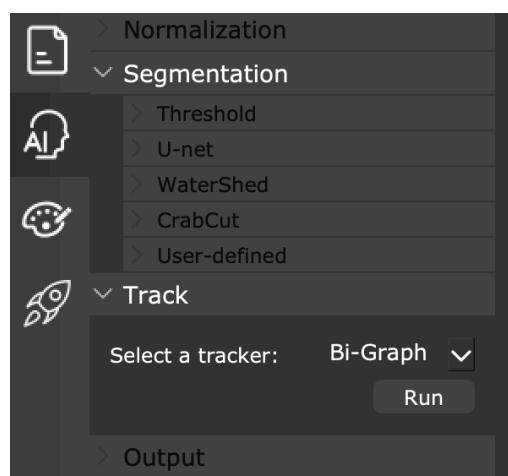 Normalization
Segmentation
Threshold
U-net
WaterShed
CrabCut
User-defined
Track
Select a tracker: Bi-Graph
Run
Output
AI